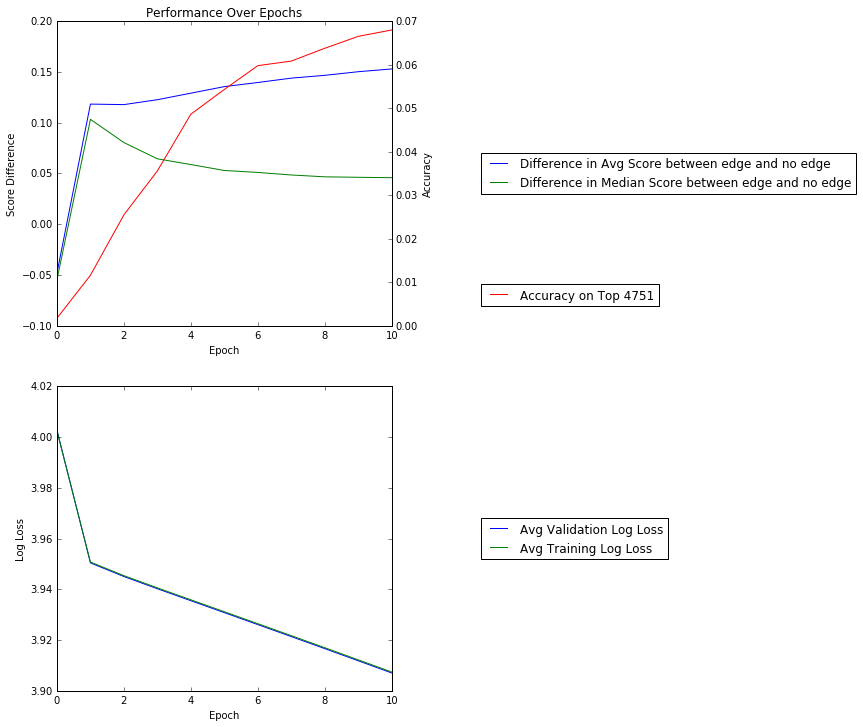 Performance Over Epochs
0.20
0.15
0.10
0.05
0.00
−0.05
−0.10
Score Difference
0.07
0.06
0.05
0.04
0.03
0.02
0.01
0.00
Accuracy
0 2 4 6 8 10
Epoch
Difference in Avg Score between edge and no edge
Difference in Median Score between edge and no edge
Accuracy on Top 4751
4.02
4.00
3.98
3.96
3.94
3.92
3.90
Log Loss
0 2 4 6 8 10
Epoch
Avg Validation Log Loss
Avg Training Log Loss